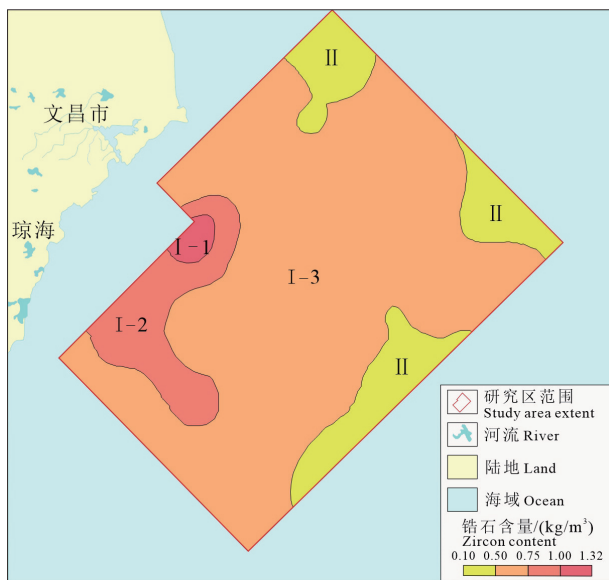 II
文昌市
II
琼海
I-1
I-3
I-2
II
研究区范围
Study area extent
河流 River
陆地 Land
海域 Ocean
锆石含量/(kg/m³)
Zircon content
0.10 0.50 0.75 1.00 1.32